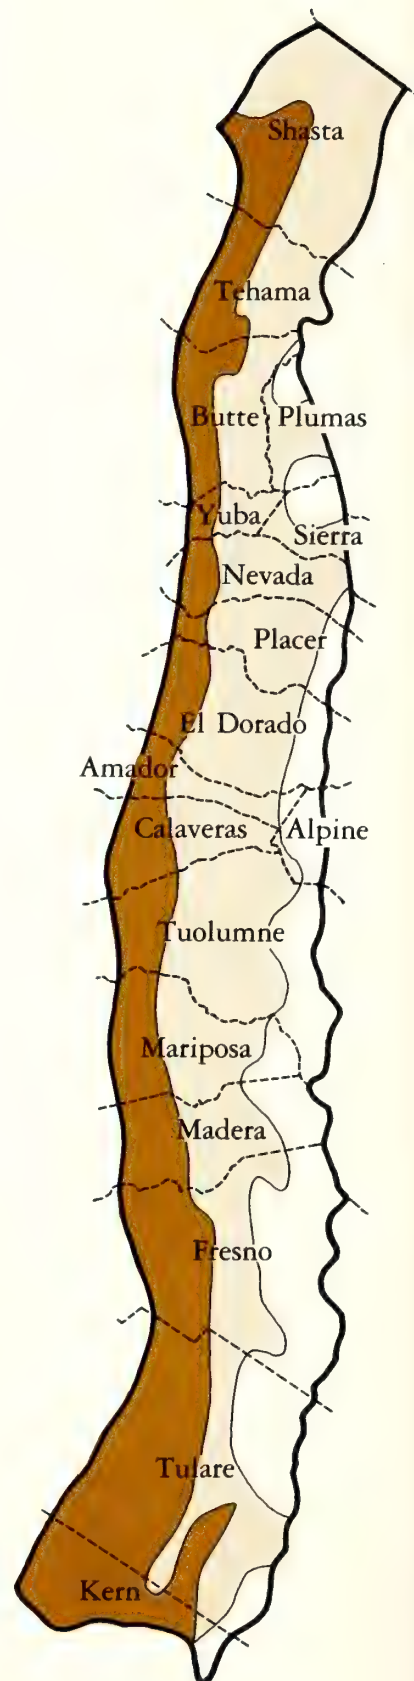 Shasta
Tehama
Butte Plumas
Yuba
Sierra
Nevada
Placer
El Dorado
Amador
Calaveras Alpine
Tuolumne
Mariposa
Madera
Fresno
Tulare
Kern